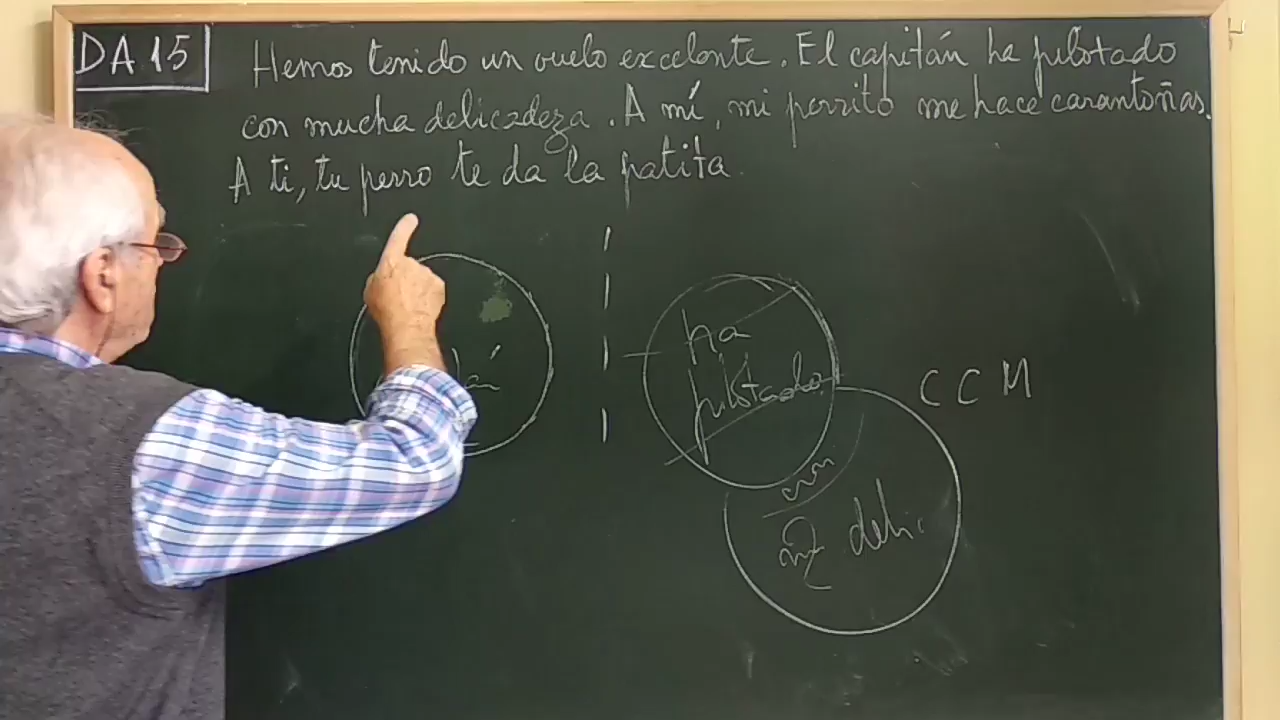 DA.15
Hemos tenido un vuelo excelente. El capitán ha pilotado
con mucha delicadeza. A mí, mi perrito me hace carantoñas.
A ti, tu perro te da la patita.
ha
pilotado
CCM
delic